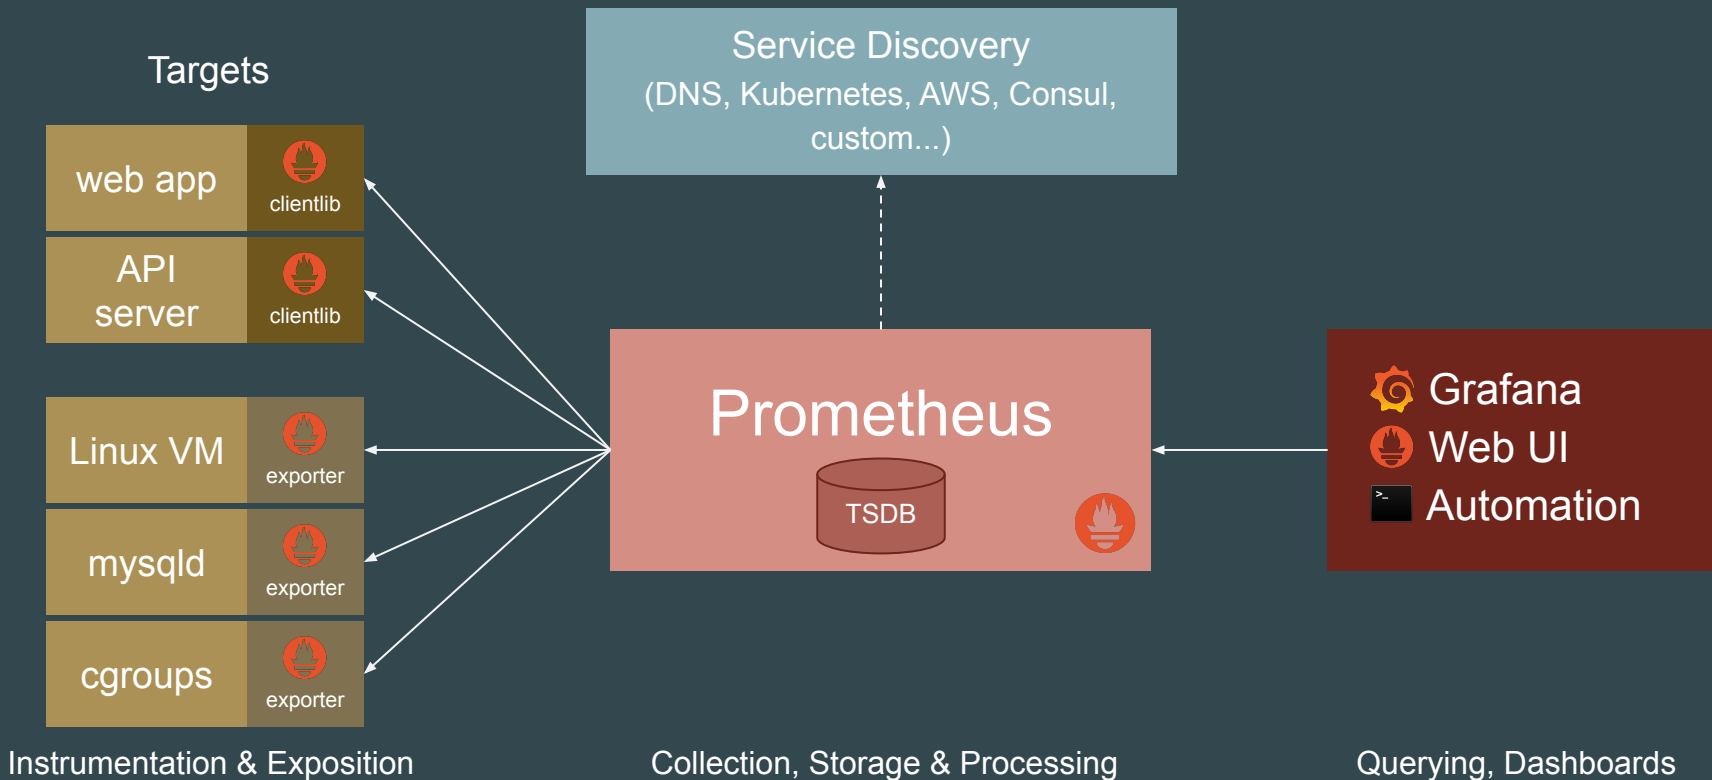 Targets
web app
clientlib
API
server
clientlib
Linux VM
exporter
mysqld
exporter
cgroups
exporter
Instrumentation & Exposition
Service Discovery
(DNS, Kubernetes, AWS, Consul,
custom...)
Prometheus
TSDB
Collection, Storage & Processing
Grafana
Web UI
>_
Automation
Querying, Dashboards